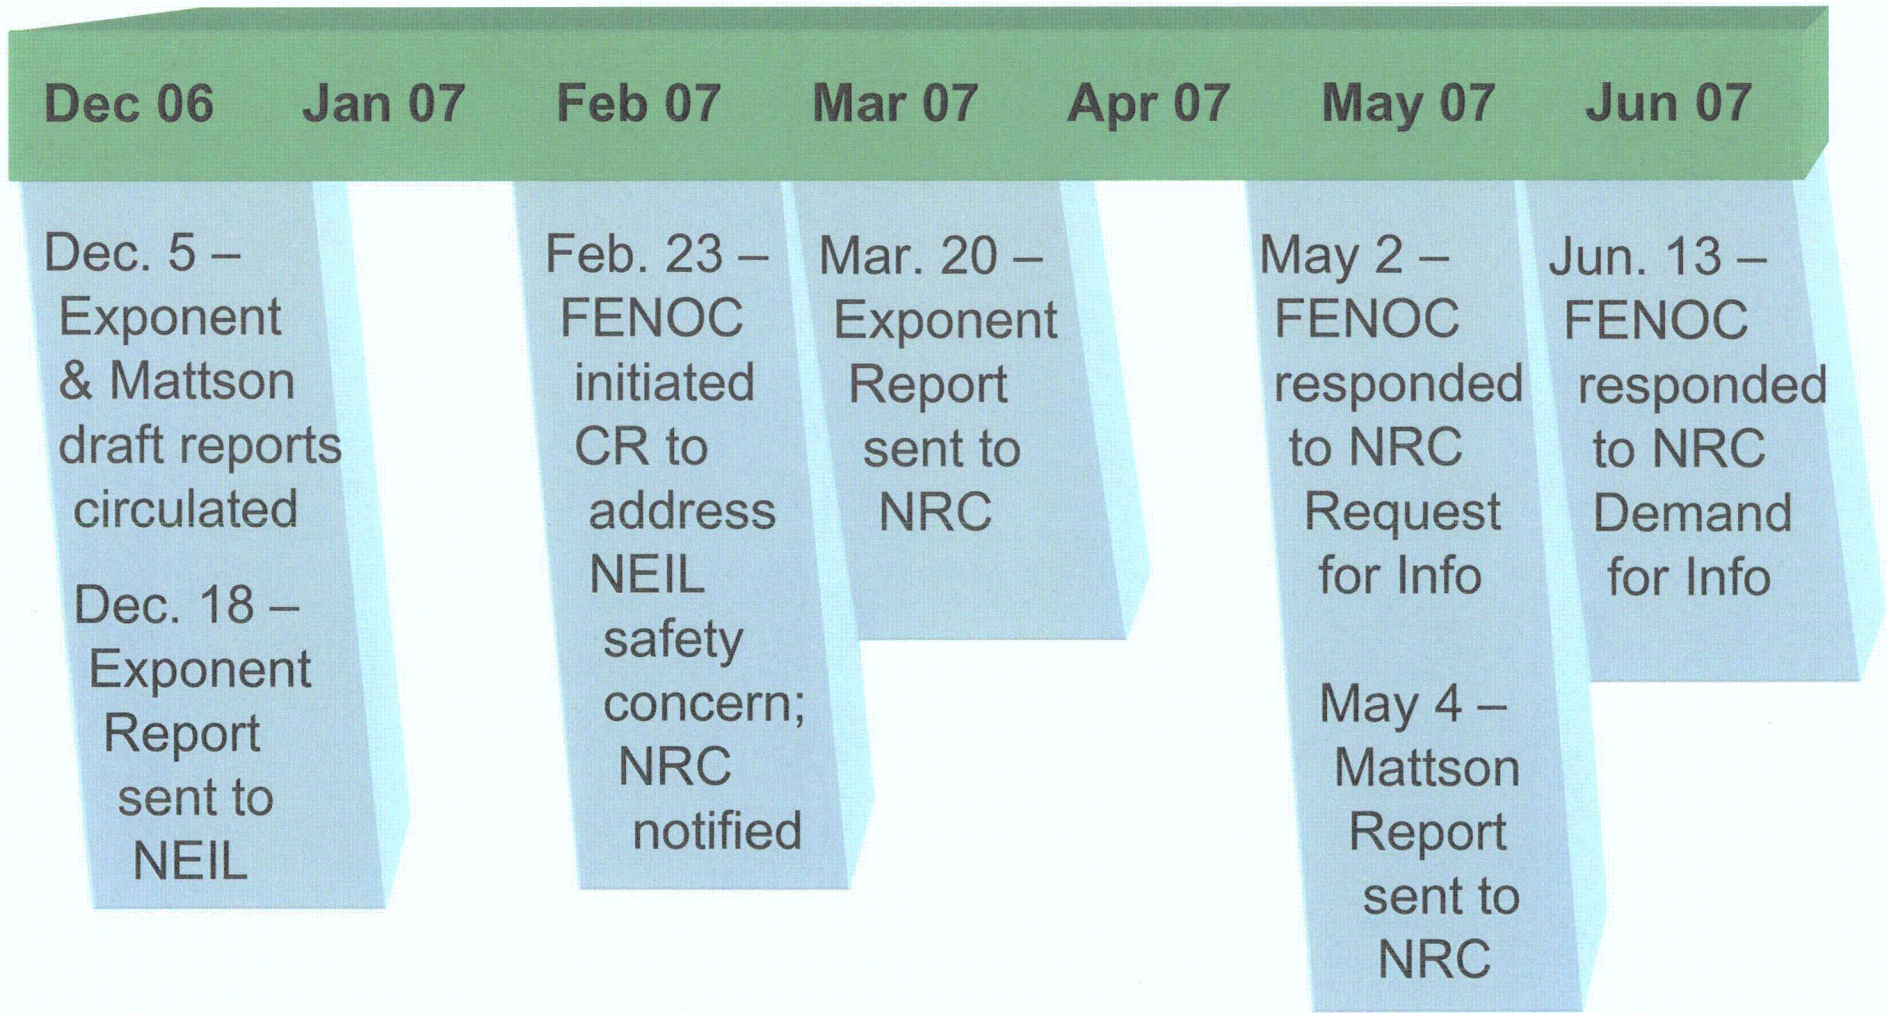 Dec 06 Jan 07 Feb 07 Mar 07 Apr 07 May 07 Jun 07
Dec. 5 –
Exponent
& Mattson
draft reports
circulated
Dec. 18 –
Exponent
Report
sent to
NEIL
Feb. 23 –
FENOC
initiated
CR to
address
NEIL
safety
concern;
NRC
notified
Mar. 20 –
Exponent
Report
sent to
NRC
May 2 –
FENOC
responded
to NRC
Request
for Info
May 4 –
Mattson
Report
sent to
NRC
Jun. 13 –
FENOC
responded
to NRC
Demand
for Info